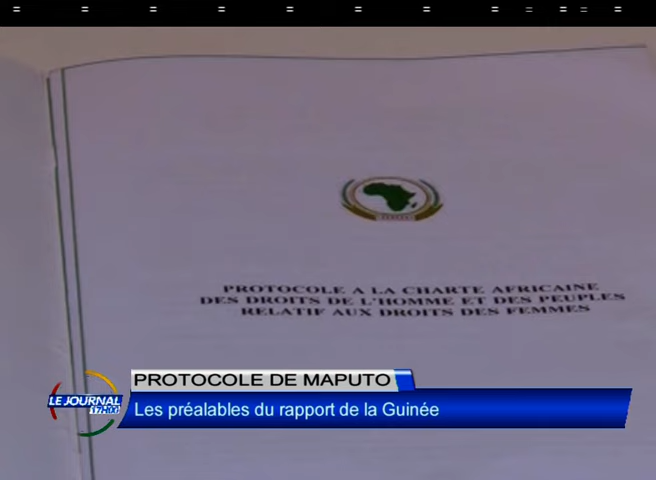 PROTOCOLE A LA CHARTE AFRICAINE
DES DROITS DE L'HOMME ET DES PEUPLES
RELATIF AUX DROITS DES FEMMES
PROTOCOLE DE MAPUTO
LE JOURNAL
17H00
Les préalables du rapport de la Guinée